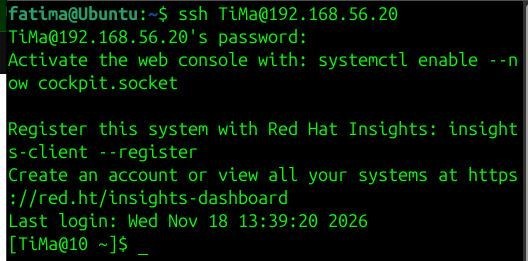 fatima@Ubuntu:~$ ssh TiMa@192.168.56.20
TiMa@192.168.56.20's password:
Activate the web console with: systemctl enable --n
ow cockpit.socket

Register this system with Red Hat Insights: insight
s-client --register
Create an account or view all your systems at https
://red.ht/insights-dashboard
Last login: Wed Nov 18 13:39:20 2026
[TiMa@10 ~]$ _